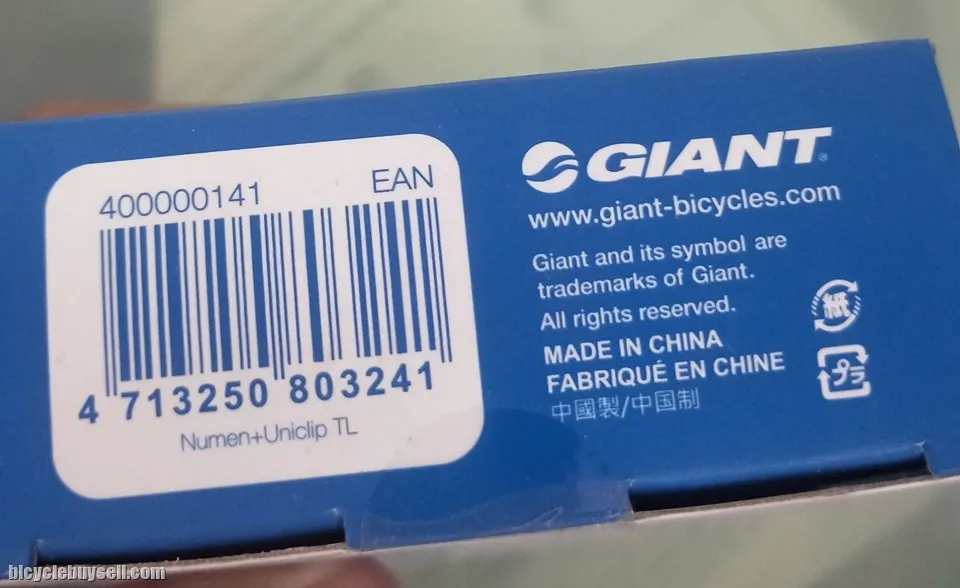 400000141
EAN
4 713250 803241
Numen+Uniclip TL
GIANT®
www.giant-bicycles.com
Giant and its symbol are
trademarks of Giant.
All rights reserved.
MADE IN CHINA
FABRIQUÉ EN CHINE
中國製/中国制
紙
プラ
bicyclebuysell.com